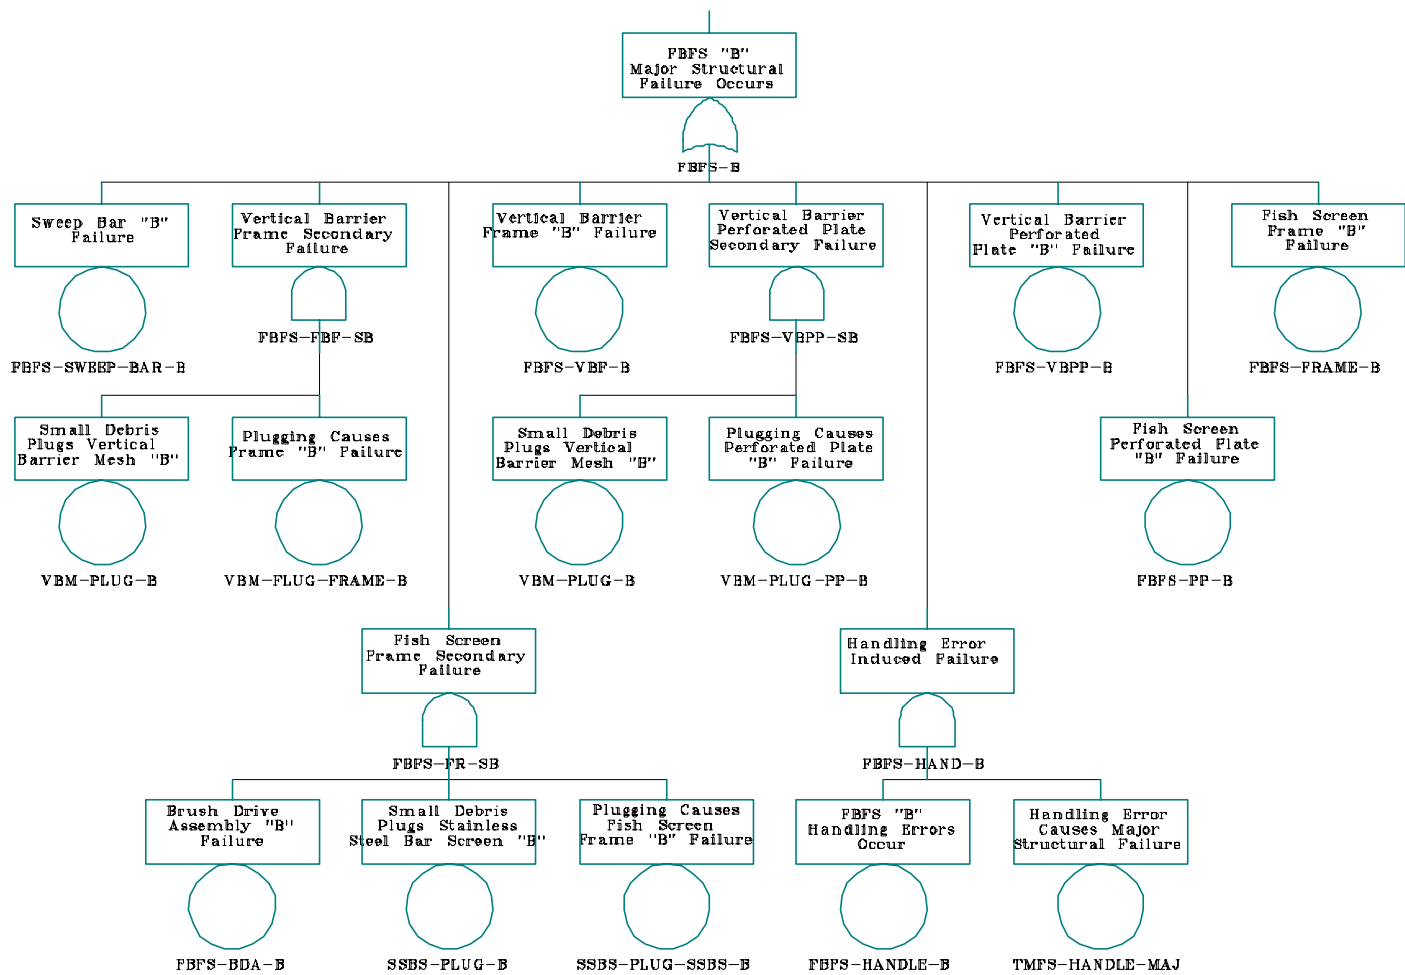 FBFS "B"
Major Structural
Failure Occurs
FBFS-B
Sweep Bar "B"
Failure
FBFS-SWEEP-BAR-B
Vertical Barrier
Frame Secondary
Failure
FBFS-FBF-SB
Vertical Barrier
Frame "B" Failure
FBFS-VBF-B
Vertical Barrier
Perforated Plate
Secondary Failure
FBFS-VBPP-SB
Vertical Barrier
Perforated
Plate "B" Failure
FBFS-VBPP-B
Fish Screen
Frame "B"
Failure
FBFS-FRAME-B
Small Debris
Plugs Vertical
Barrier Mesh "B"
VBM-PLUG-B
Plugging Causes
Frame "B" Failure
VBM-FLUG-FRAME-B
Small Debris
Plugs Vertical
Barrier Mesh "B"
VBM-PLUG-B
Plugging Causes
Perforated Plate
"B" Failure
VBM-PLUG-PP-B
Fish Screen
Perforated Plate
"B" Failure
FBFS-PP-B
Fish Screen
Frame Secondary
Failure
FBFS-FR-SB
Handling Error
Induced Failure
FBFS-HAND-B
Brush Drive
Assembly "B"
Failure
FBFS-BDA-B
Small Debris
Plugs Stainless
Steel Bar Screen "B"
SSBS-PLUG-B
Plugging Causes
Fish Screen
Frame "B" Failure
SSBS-PLUG-SSBS-B
FBFS "B"
Handling Errors
Occur
FBFS-HANDLE-B
Handling Error
Causes Major
Structural Failure
TMFS-HANDLE-MAJ